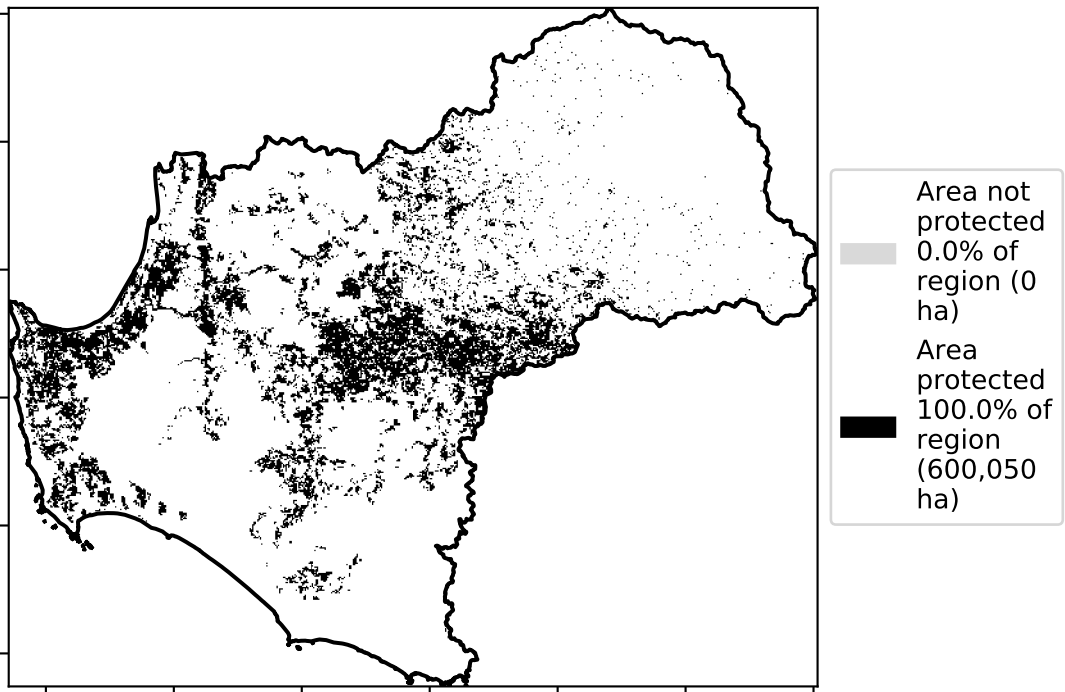 Area not
protected
0.0% of
region (0
ha)
Area
protected
100.0% of
region
(600,050
ha)